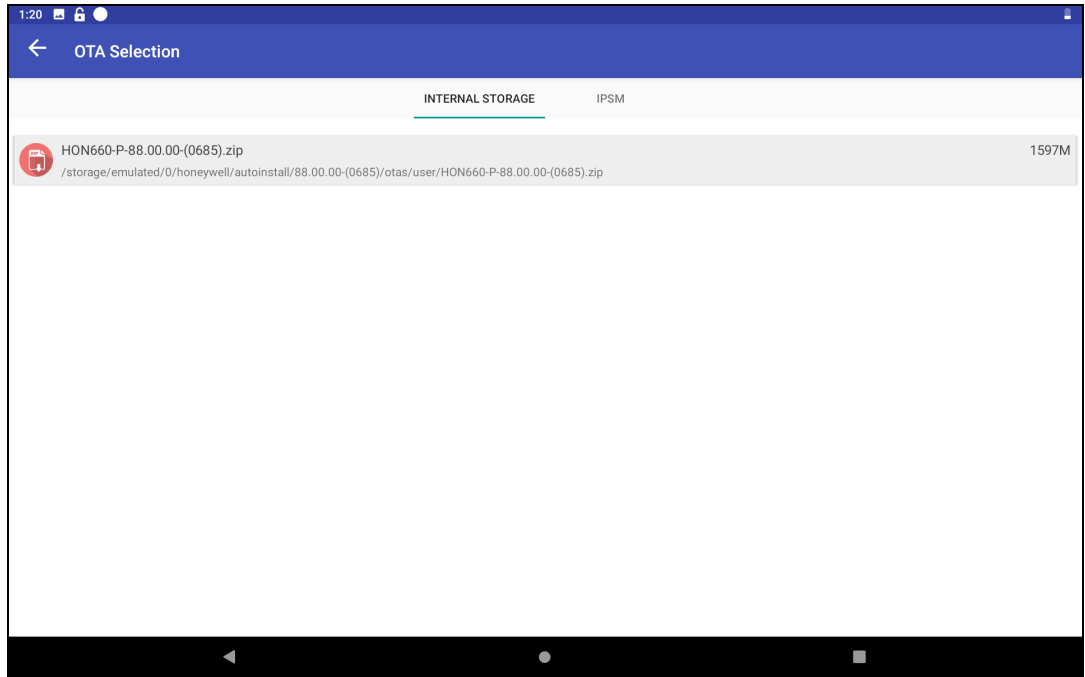 1:20
OTA Selection
INTERNAL STORAGE IPSM
HON660-P-88.00.00-(0685).zip 1597M
/storage/emulated/0/honeywell/autoinstall/88.00.00-(0685)/otas/user/HON660-P-88.00.00-(0685).zip